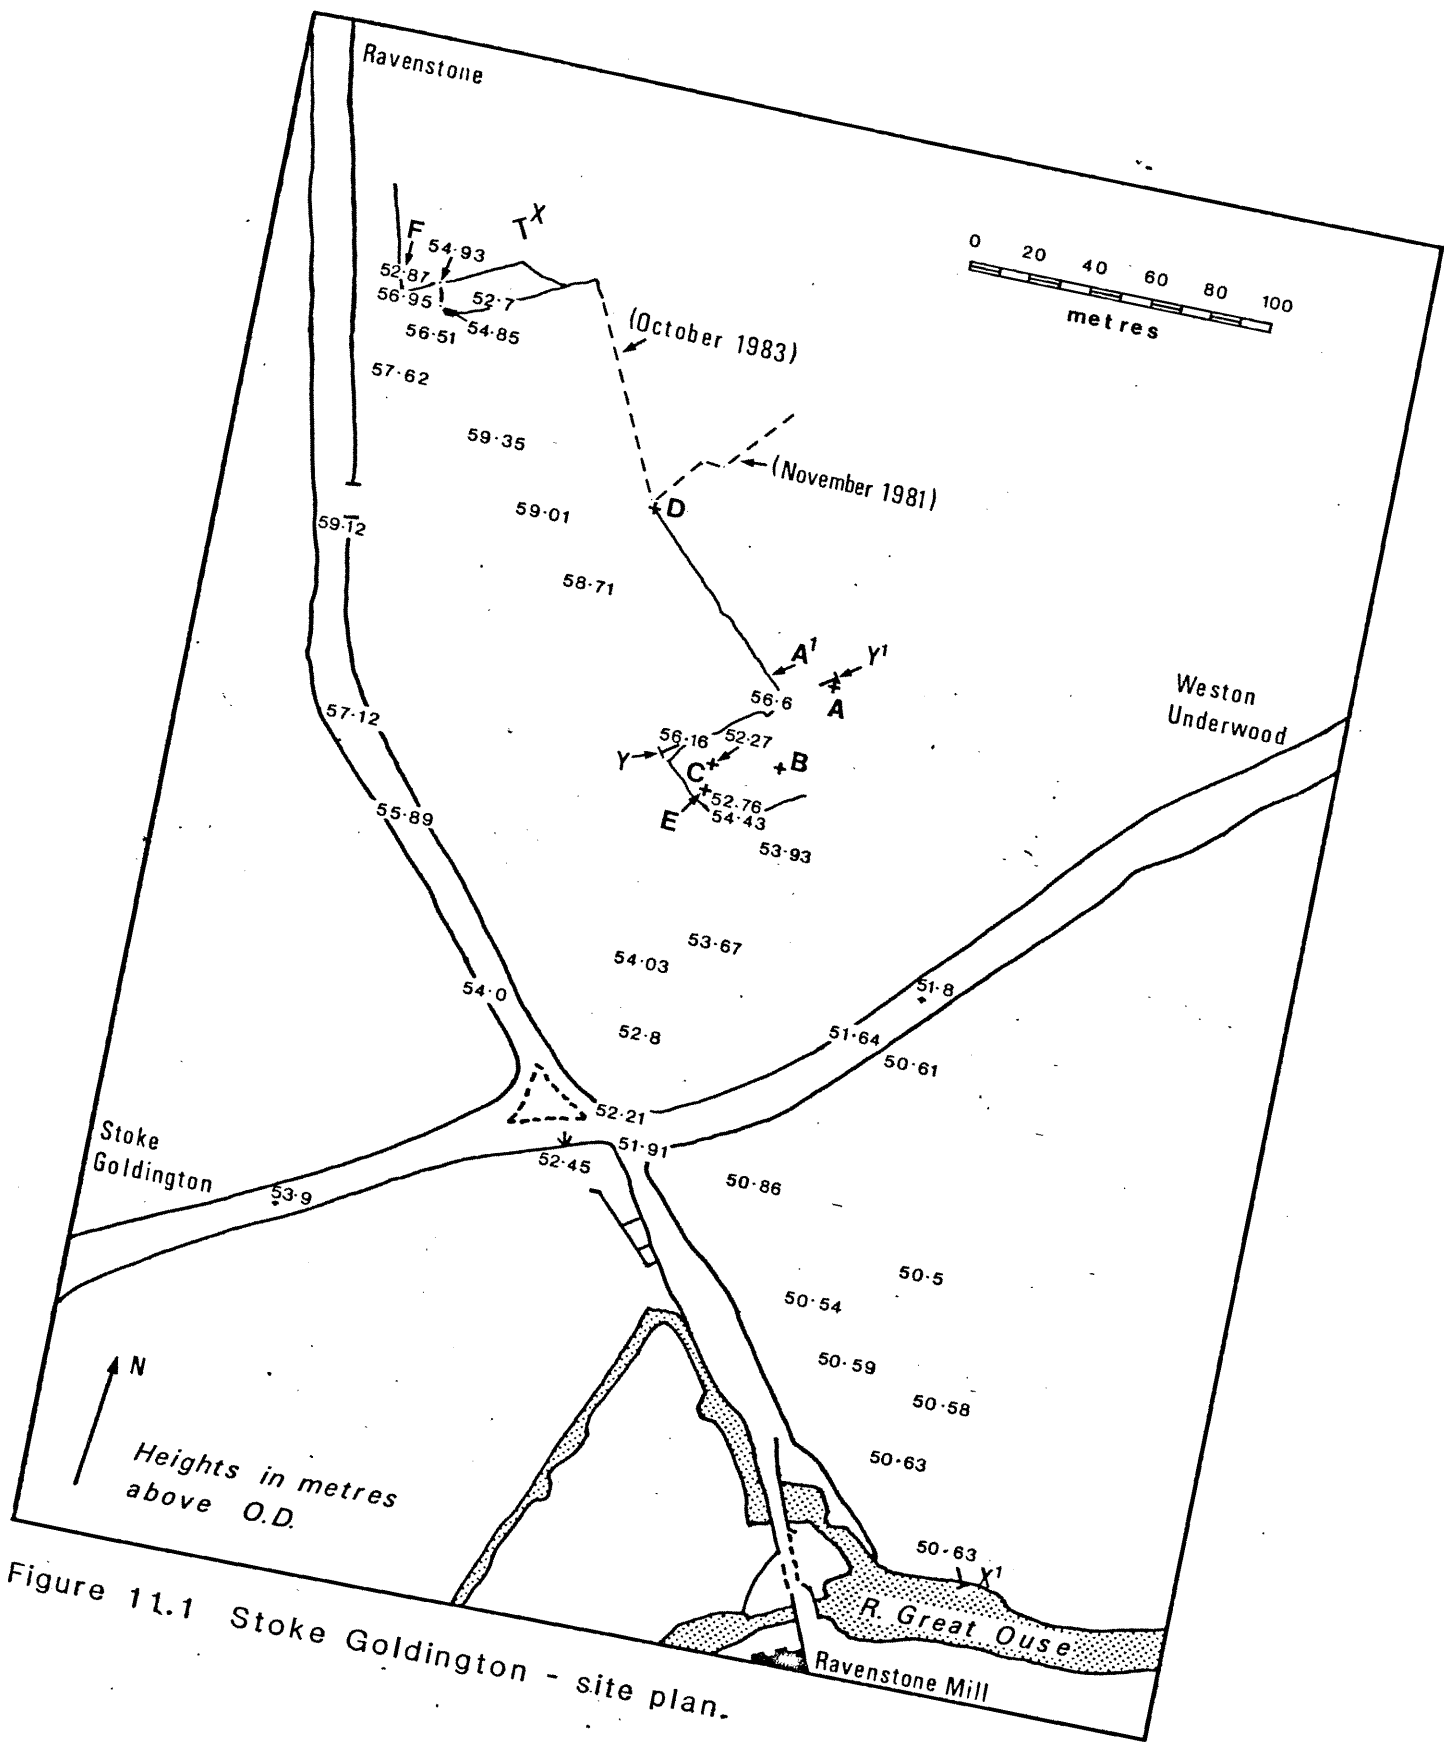 Ravenstone
X
T
F
54·93
52·87
56·95
52·7
54·85
56·51
57·62
0 20 40 60 80 100
metres
(October 1983)
59·35
(November 1981)
D
59·01
59·12
58·71
A¹
Y¹
56·6
A
Weston
Underwood
57·12
56·16
52·27
Y
B
C
52·76
E
54·43
55·89
53·93
53·67
54·03
54·0
51·8
52·8
51·64
50·61
52·21
Stoke
Goldington
51·91
52·45
50·86
53·9
50·5
50·54
50·59
50·58
50·63
N
Heights in metres
above O.D.
50·63
X¹
R. Great Ouse
Ravenstone Mill
Figure 11.1 Stoke Goldington - site plan.